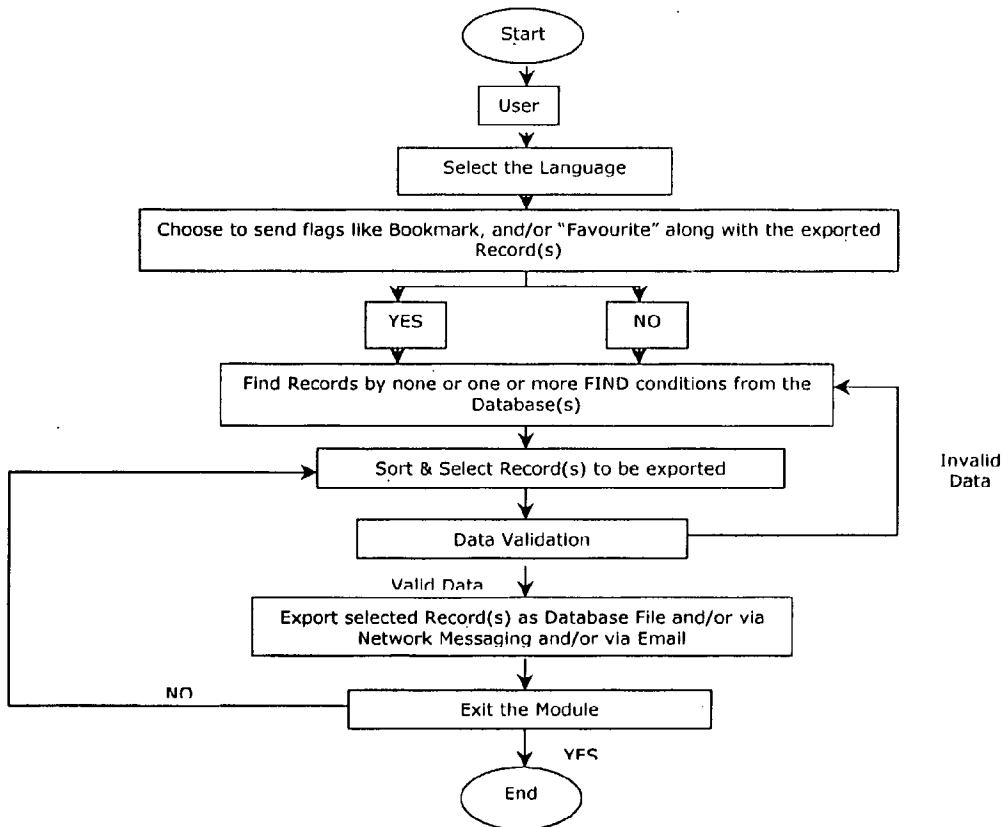 Start
User
Select the Language
Choose to send flags like Bookmark, and/or “Favourite” along with the exported
Record(s)
YES
NO
Find Records by none or one or more FIND conditions from the
Database(s)
Sort & Select Record(s) to be exported
Invalid
Data
Data Validation
Valid Data
Export selected Record(s) as Database File and/or via
Network Messaging and/or via Email
NO
Exit the Module
YES
End